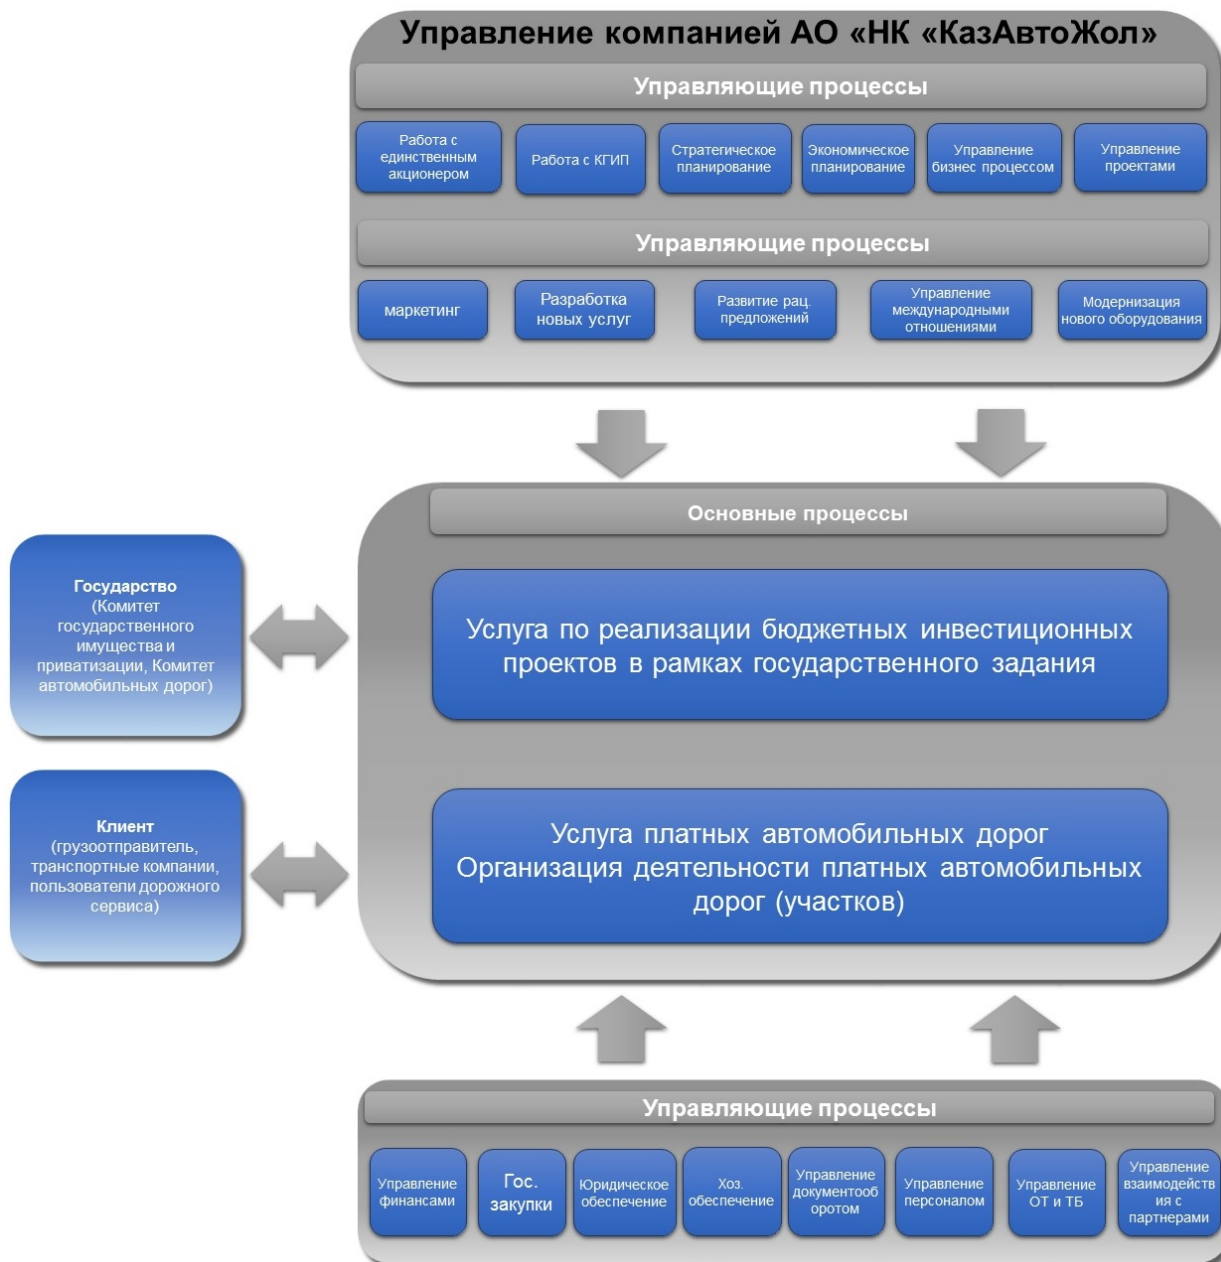 Управление компанией АО «НК «КазАвтоЖол»
Управляющие процессы
Работа с
единственным
акционером
Работа с КГИП
Стратегическое
планирование
Экономическое
планирование
Управление
бизнес процессом
Управление
проектами
Управляющие процессы
маркетинг
Разработка
новых услуг
Развитие рац.
предложений
Управление
международными
отношениями
Модернизация
нового оборудования
Основные процессы
Государство
(Комитет
государственного
имущества и
приватизации, Комитет
автомобильных дорог)
Услуга по реализации бюджетных инвестиционных
проектов в рамках государственного задания
Клиент
(грузоотправитель,
транспортные компании,
пользователи дорожного
сервиса)
Услуга платных автомобильных дорог
Организация деятельности платных автомобильных
дорог (участков)
Управляющие процессы
Управление
финансами
Гос.
закупки
Юридическое
обеспечение
Хоз.
обеспечение
Управление
документооб
оротом
Управление
персоналом
Управление
ОТ и ТБ
Управление
взаимодейств
ия с
партнерами